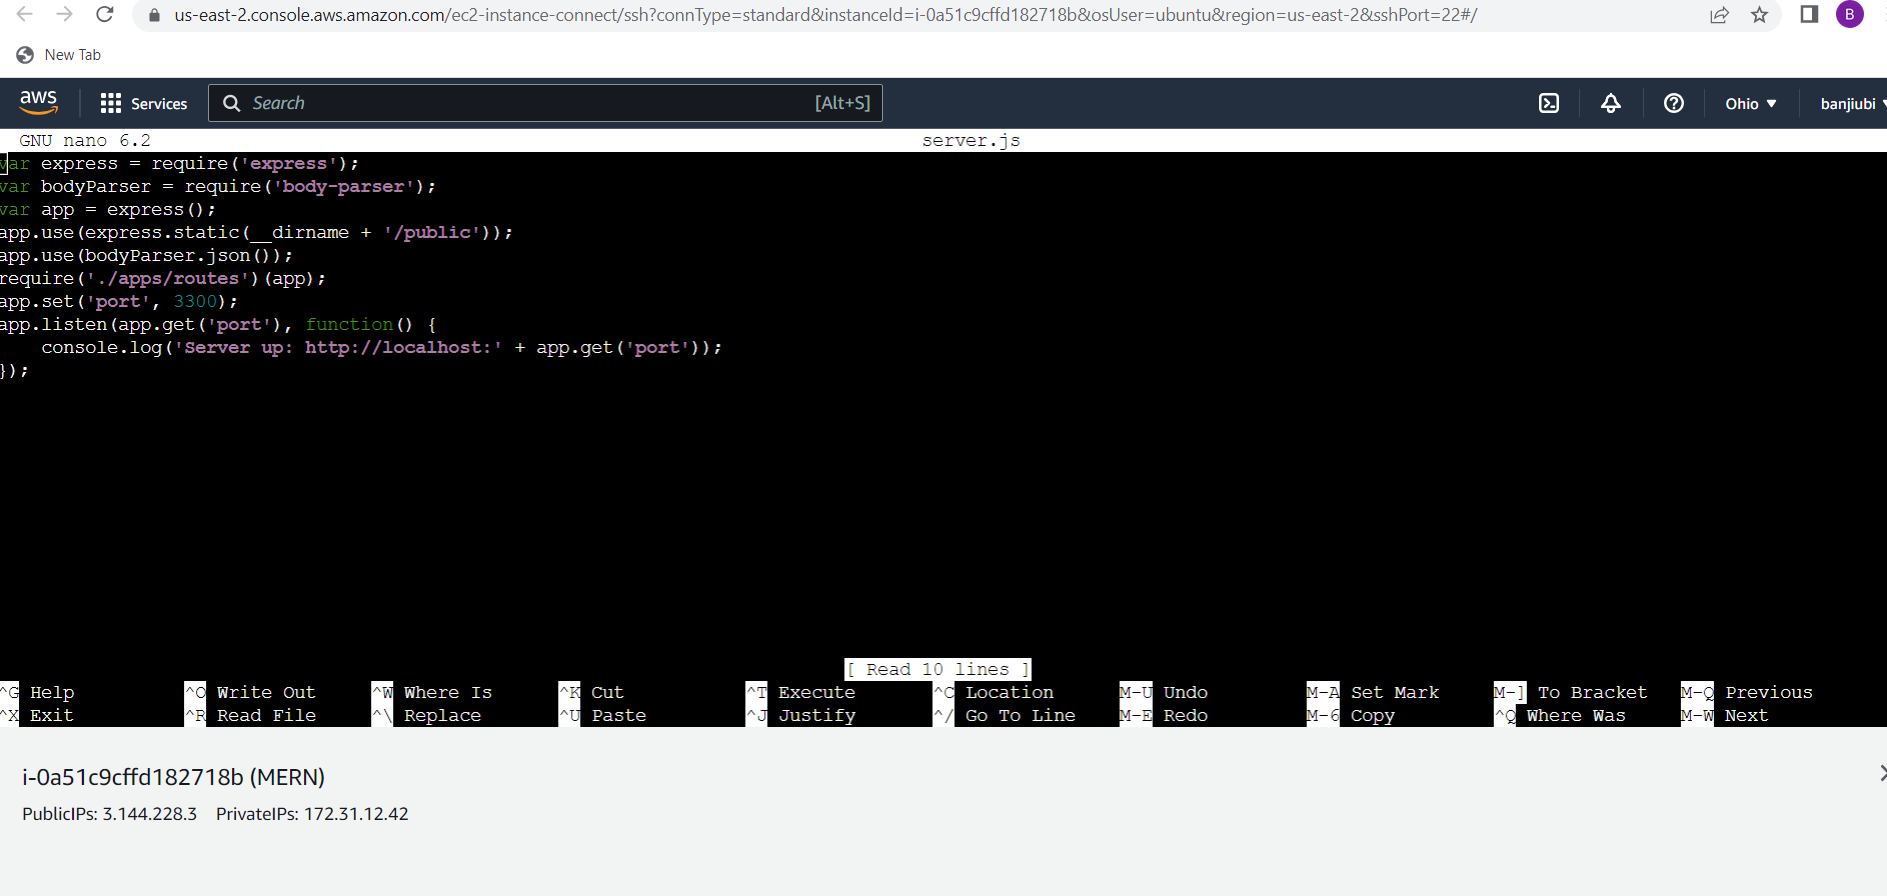 us-east-2.console.aws.amazon.com/ec2-instance-connect/ssh?connType=standard&instanceId=i-0a51c9cffd182718b&osUser=ubuntu&region=us-east-2&sshPort=22#/
B
New Tab
aws Services Search [Alt+S] Ohio banjiubi
GNU nano 6.2 server.js
var express = require('express');
var bodyParser = require('body-parser');
var app = express();
app.use(express.static(__dirname + '/public'));
app.use(bodyParser.json());
require('./apps/routes')(app);
app.set('port', 3300);
app.listen(app.get('port'), function() {
    console.log('Server up: http://localhost:' + app.get('port'));
});
[ Read 10 lines ]
^G Help ^O Write Out ^W Where Is ^K Cut ^T Execute ^C Location M-U Undo M-A Set Mark M-] To Bracket M-Q Previous
^X Exit ^R Read File ^\ Replace ^U Paste ^J Justify ^/ Go To Line M-E Redo M-6 Copy ^Q Where Was M-W Next
i-0a51c9cffd182718b (MERN)
PublicIPs: 3.144.228.3 PrivateIPs: 172.31.12.42